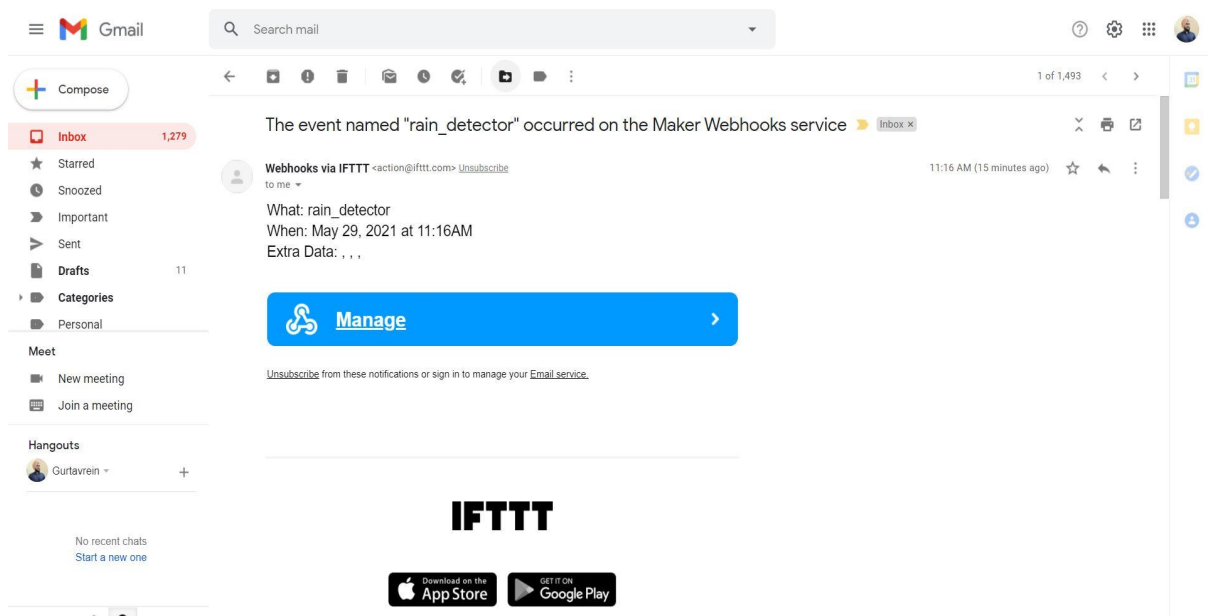 Gmail
Search mail
Compose
1 of 1,493
Inbox 1,279
Starred
Snoozed
Important
Sent
Drafts 11
Categories
Personal
Meet
New meeting
Join a meeting
Hangouts
Gurtavrein
No recent chats
Start a new one
The event named "rain_detector" occurred on the Maker Webhooks service Inbox ×
Webhooks via IFTTT <action@ifttt.com> Unsubscribe 11:16 AM (15 minutes ago)
to me
What: rain_detector
When: May 29, 2021 at 11:16AM
Extra Data: , , ,
Manage
Unsubscribe from these notifications or sign in to manage your Email service.
IFTTT
Download on the
App Store
GET IT ON
Google Play